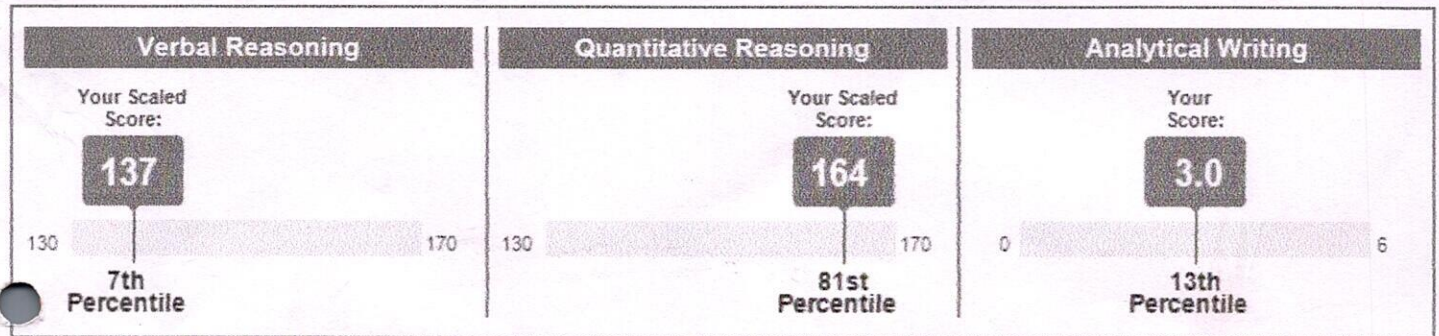 Verbal Reasoning
Your Scaled
Score:
137
130
170
7th
Percentile
Quantitative Reasoning
Your Scaled
Score:
164
130
170
81st
Percentile
Analytical Writing
Your
Score:
3.0
0
6
13th
Percentile